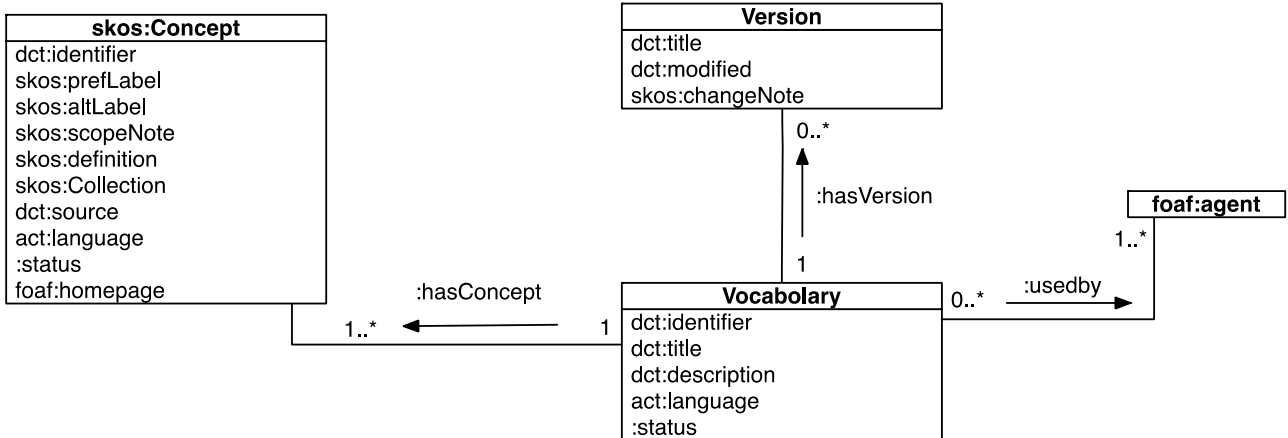 skos:Concept
dct:identifier
skos:prefLabel
skos:altLabel
skos:scopeNote
skos:definition
skos:Collection
dct:source
act:language
:status
foaf:homepage
Version
dct:title
dct:modified
skos:changeNote
0..*
:hasVersion
1
foaf:agent
1..*
:hasConcept
1..*
1
Vocabolary
dct:identifier
dct:title
dct:description
act:language
:status
0..*
:usedby